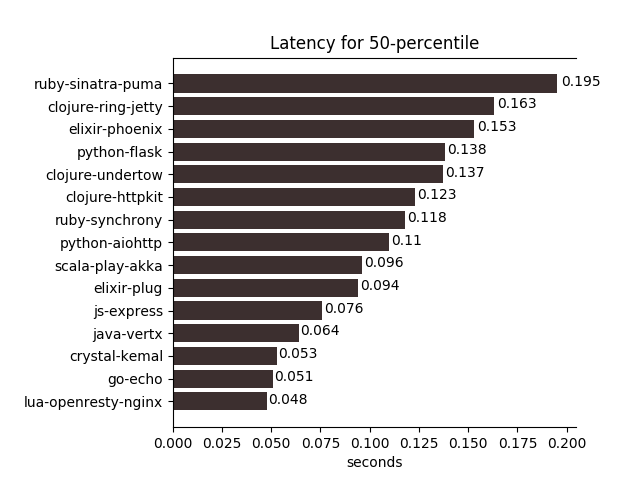 Latency for 50-percentile
ruby-sinatra-puma 0.195
clojure-ring-jetty 0.163
elixir-phoenix 0.153
python-flask 0.138
clojure-undertow 0.137
clojure-httpkit 0.123
ruby-synchrony 0.118
python-aiohttp 0.11
scala-play-akka 0.096
elixir-plug 0.094
js-express 0.076
java-vertx 0.064
crystal-kemal 0.053
go-echo 0.051
lua-openresty-nginx 0.048
0.000 0.025 0.050 0.075 0.100 0.125 0.150 0.175 0.200
seconds